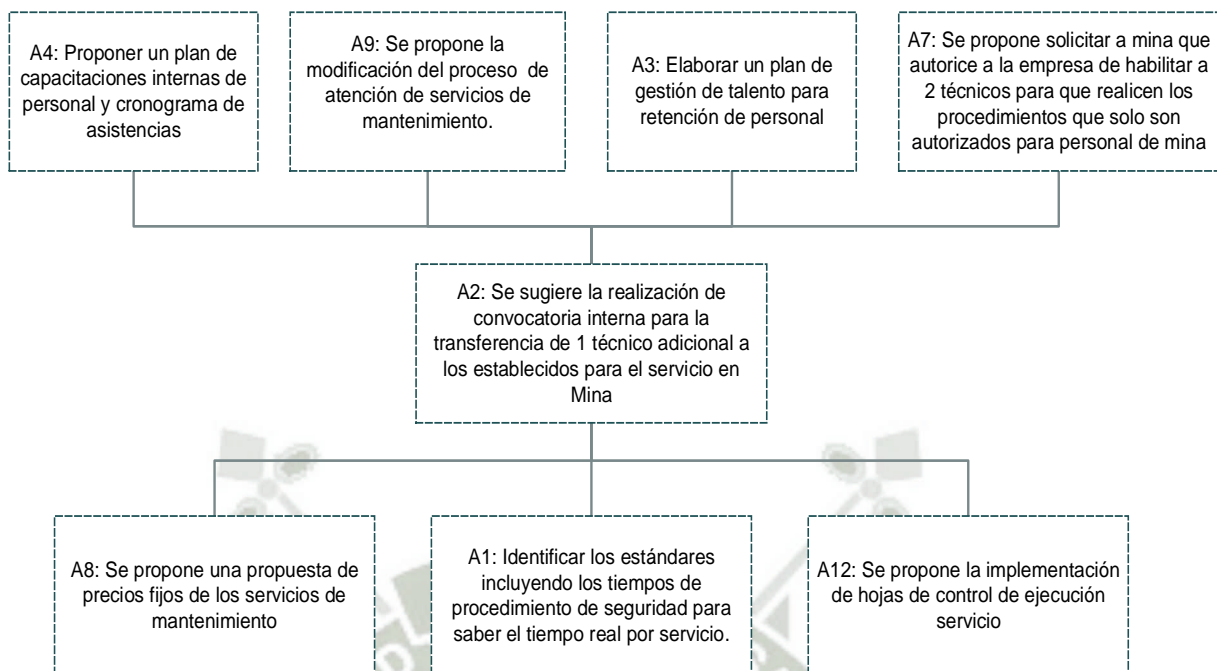 A4: Proponer un plan de
capacitaciones internas de
personal y cronograma de
asistencias
A9: Se propone la
modificación del proceso de
atención de servicios de
mantenimiento.
A3: Elaborar un plan de
gestión de talento para
retención de personal
A7: Se propone solicitar a mina que
autorice a la empresa de habilitar a
2 técnicos para que realicen los
procedimientos que solo son
autorizados para personal de mina
A2: Se sugiere la realización de
convocatoria interna para la
transferencia de 1 técnico adicional a
los establecidos para el servicio en
Mina
A8: Se propone una propuesta de
precios fijos de los servicios de
mantenimiento
A1: Identificar los estándares
incluyendo los tiempos de
procedimiento de seguridad para
saber el tiempo real por servicio.
A12: Se propone la implementación
de hojas de control de ejecución
servicio